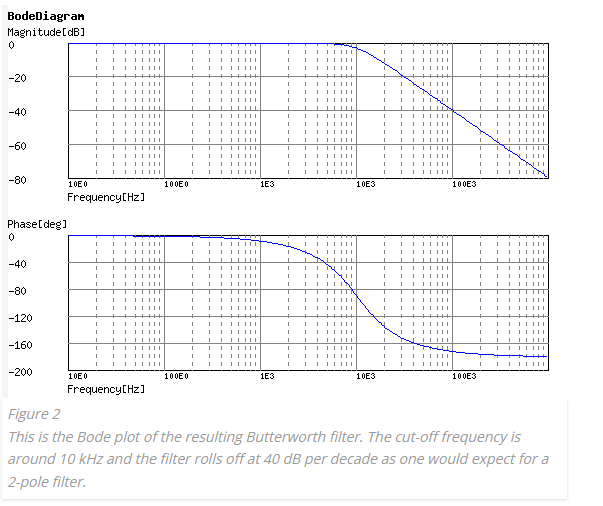 BodeDiagram
Magnitude[dB]
0
-20
-40
-60
-80
10E0 100E0 1E3 10E3 100E3
Frequency[Hz]
Phase[deg]
0
-40
-80
-120
-160
-200
10E0 100E0 1E3 10E3 100E3
Frequency[Hz]
Figure 2
This is the Bode plot of the resulting Butterworth filter. The cut-off frequency is
around 10 kHz and the filter rolls off at 40 dB per decade as one would expect for a
2-pole filter.